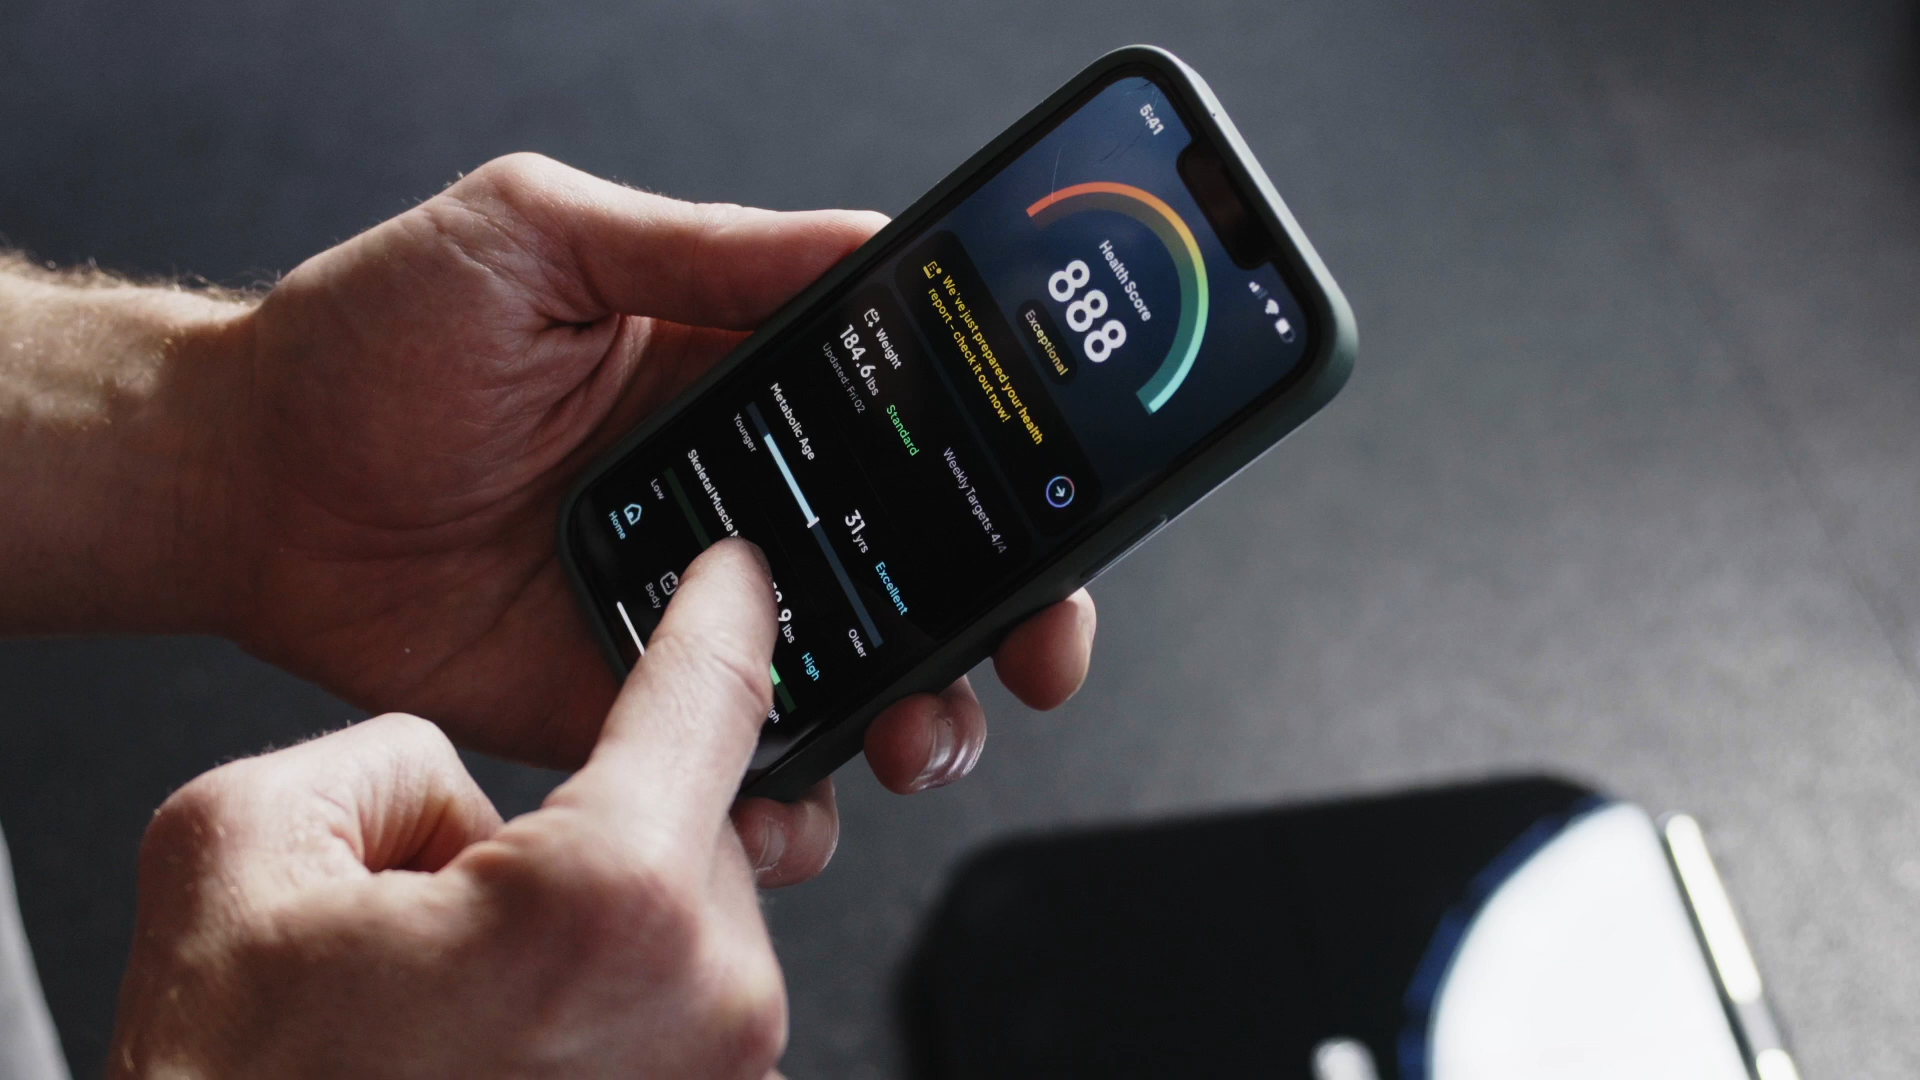 5:41
Health Score
888
Exceptional
We've just prepared your health
report - check it out now!
Weight
184.6 lbs
Standard
Updated: Fri 02
Weekly Targets: 4/4
Metabolic Age
31 yrs
Excellent
Younger
Older
Skeletal Muscle
.9 lbs
High
Low
Home
Body